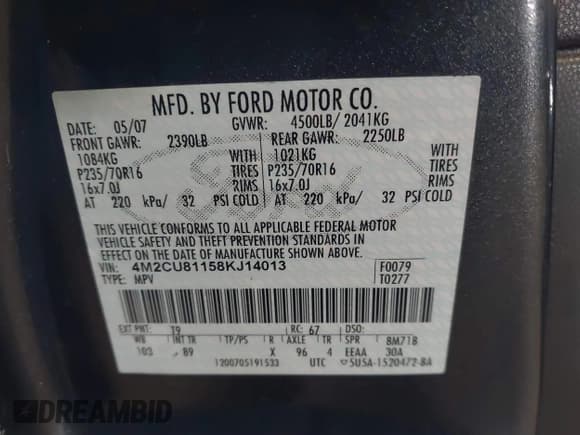 MFD. BY FORD MOTOR CO.
DATE: 05/07 GVWR: 4500LB/ 2041KG
FRONT GAWR: 2390LB REAR GAWR: 2250LB
1084KG WITH 1021KG WITH
P235/70R16 TIRES P235/70R16 TIRES
16x7.0J RIMS 16x7.0J RIMS
AT 220 kPa/ 32 PSI COLD AT 220 kPa/ 32 PSI COLD
THIS VEHICLE CONFORMS TO ALL APPLICABLE FEDERAL MOTOR
VEHICLE SAFETY AND THEFT PREVENTION STANDARDS IN
EFFECT ON THE DATE OF MANUFACTURE SHOWN ABOVE.
VIN: 4M2CU81158KJ14013 F0079
TYPE: MPV T0277
EXT PNT: T9 RC: 67 DSO:
WB INT TR TP/PS R AXLE TR SPR 8M718
103 B9 X 96 4 EEAA 30A
1200705191533 UTC 5U5A-1520472-BA
DREAMBID